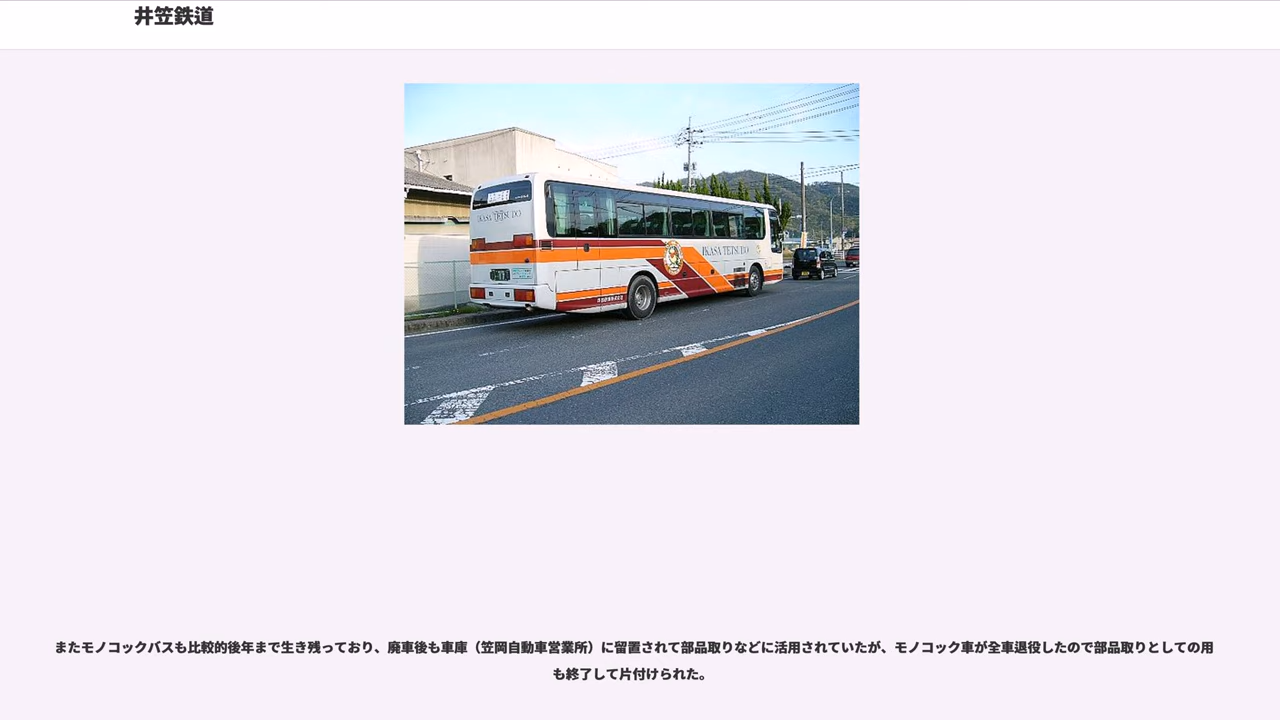 井笠鉄道
IKASA TETSUDO
IKASA TETSUDO
またモノコックバスも比較的後年まで生き残っており、廃車後も車庫（笠岡自動車営業所）に留置されて部品取りなどに活用されていたが、モノコック車が全車退役したので部品取りとしての用
も終了して片付けられた。